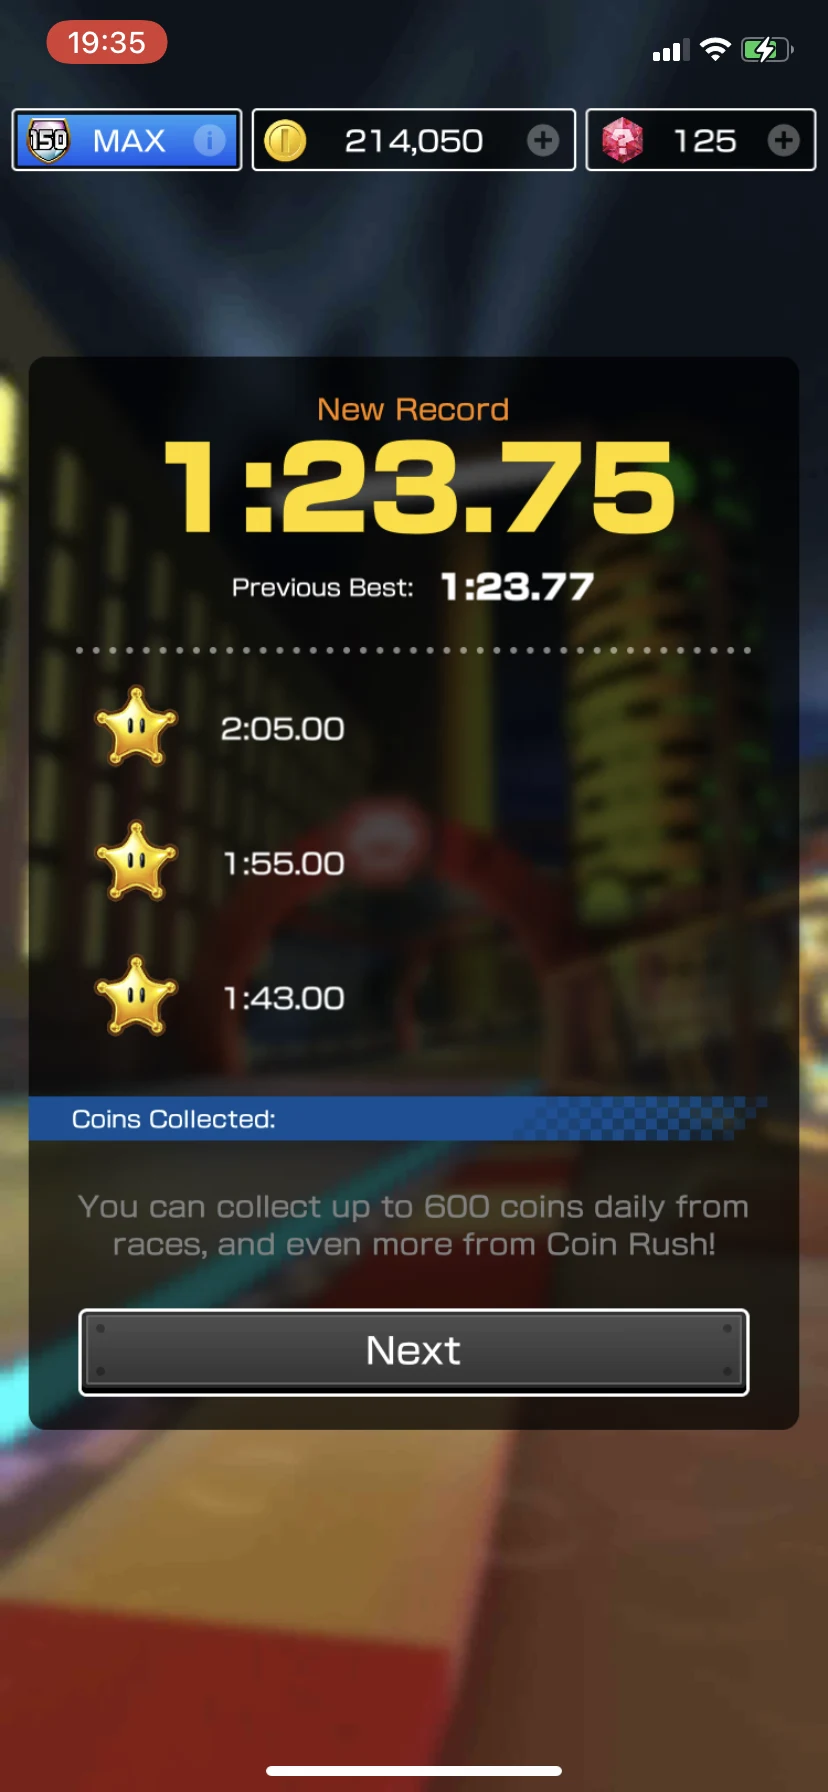 19:35
150 MAX i 214,050 + ? 125 +
New Record
1:23.75
Previous Best: 1:23.77
2:05.00
1:55.00
1:43.00
Coins Collected:
You can collect up to 600 coins daily from
races, and even more from Coin Rush!
Next